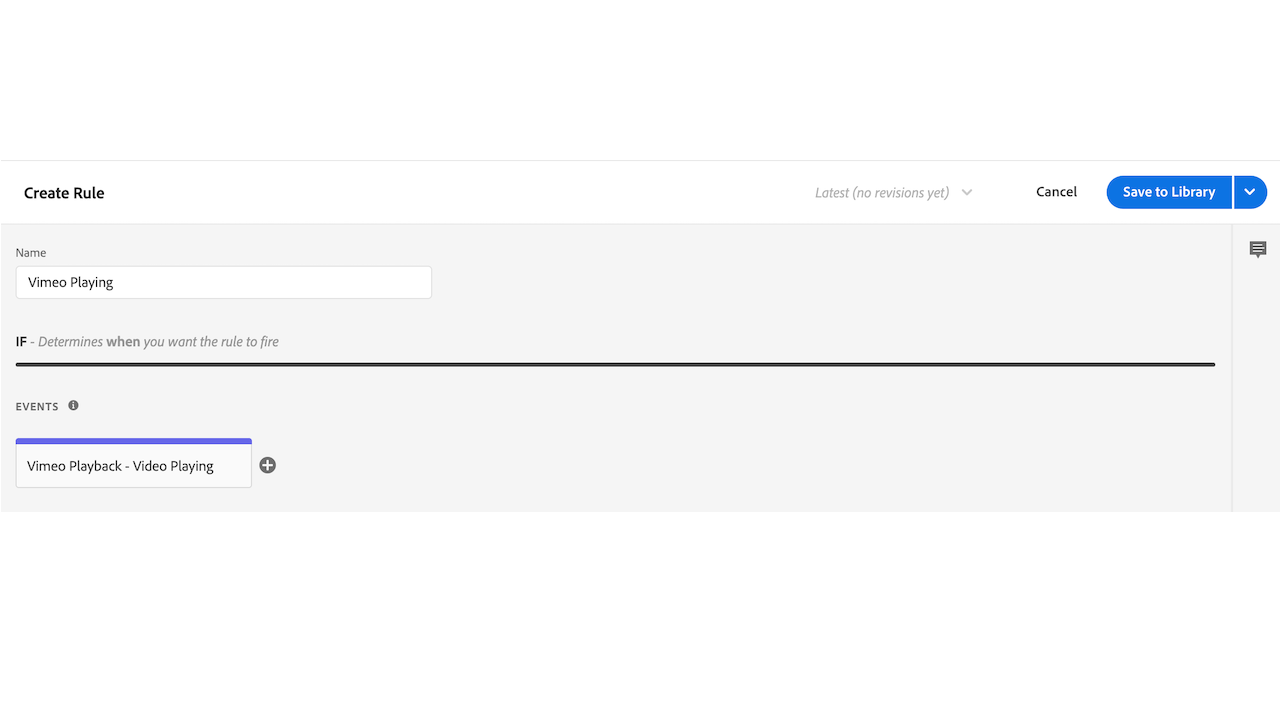 Create Rule
Latest (no revisions yet)
Cancel
Save to Library
Name
Vimeo Playing
IF - Determines when you want the rule to fire
EVENTS
Vimeo Playback - Video Playing